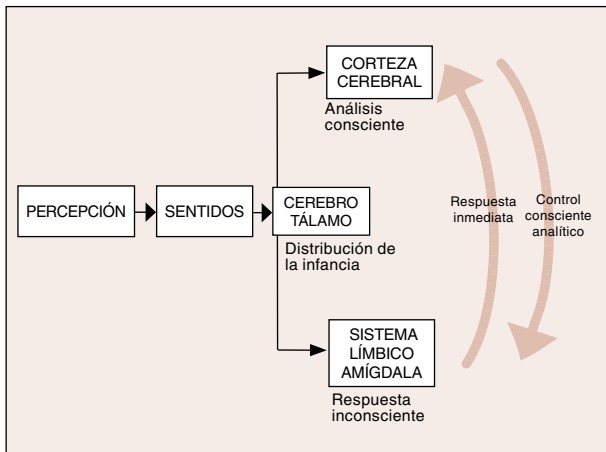 CORTEZA
CEREBRAL
Análisis
consciente
PERCEPCIÓN
SENTIDOS
CEREBRO
TÁLAMO
Distribución de
la infancia
SISTEMA
LÍMBICO
AMÍGDALA
Respuesta
inconsciente
Respuesta
inmediata
Control
consciente
analítico